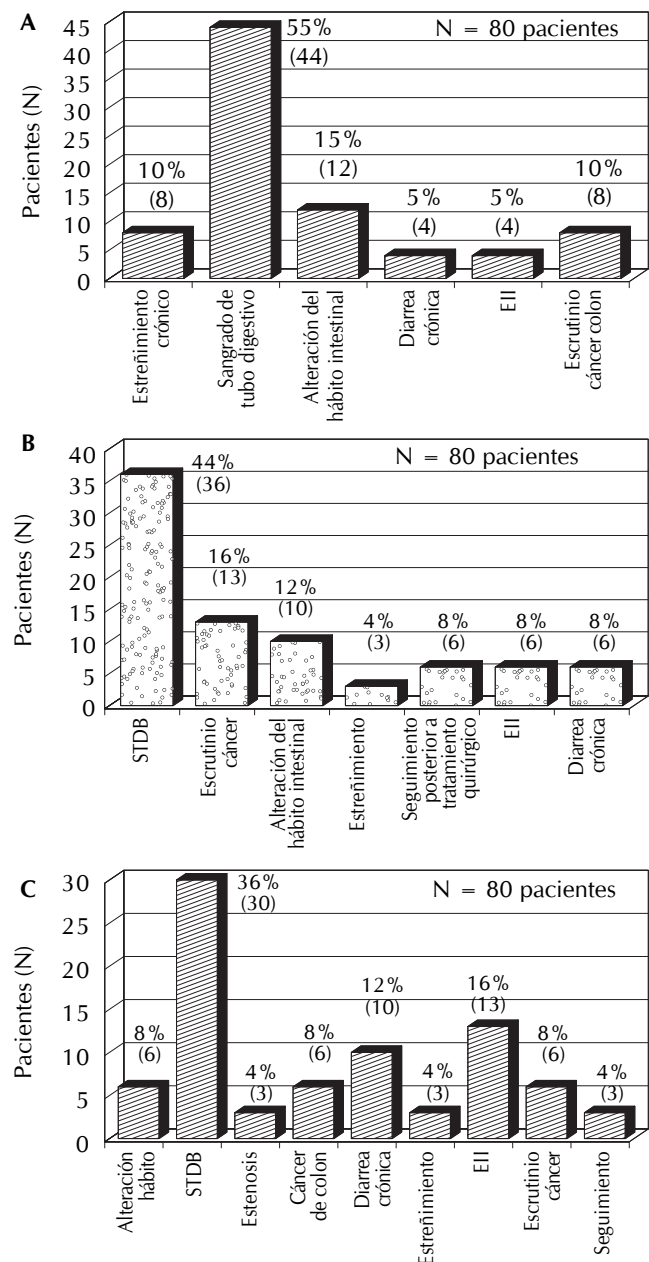 A
N = 80 pacientes
Pacientes (N)
45
40
35
30
25
20
15
10
5
0
10%
(8)
55%
(44)
15%
(12)
5%
(4)
5%
(4)
10%
(8)
Estreñimiento
crónico
Sangrado de
tubo digestivo
Alteración del
hábito intestinal
Diarrea
crónica
EII
Escrutinio
cáncer colon
B
N = 80 pacientes
Pacientes (N)
40
35
30
25
20
15
10
5
0
44%
(36)
16%
(13)
12%
(10)
4%
(3)
8%
(6)
8%
(6)
8%
(6)
STDB
Escrutinio
cáncer
Alteración del
hábito intestinal
Estreñimiento
Seguimiento
posterior a
tratamiento
quirúrgico
EII
Diarrea
crónica
C
N = 80 pacientes
Pacientes (N)
30
25
20
15
10
5
0
8%
(6)
36%
(30)
4%
(3)
8%
(6)
12%
(10)
4%
(3)
16%
(13)
8%
(6)
4%
(3)
Alteración
hábito
STDB
Estenosis
Cáncer
de colon
Diarrea
crónica
Estreñimiento
EII
Escrutinio
cáncer
Seguimiento